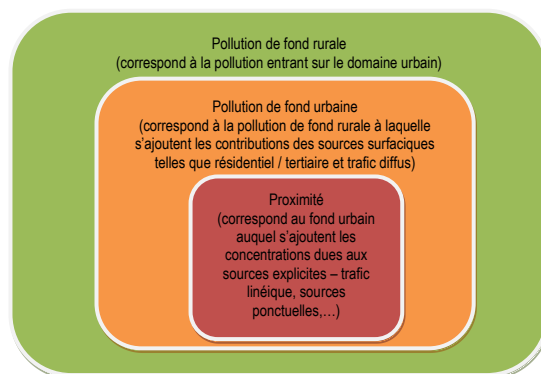 Pollution de fond rurale
(correspond à la pollution entrant sur le domaine urbain)
Pollution de fond urbaine
(correspond à la pollution de fond rurale à laquelle
s'ajoutent les contributions des sources surfaciques
telles que résidentiel / tertiaire et trafic diffus)
Proximité
(correspond au fond urbain
auquel s'ajoutent les
concentrations dues aux
sources explicites – trafic
linéique, sources
ponctuelles,…)